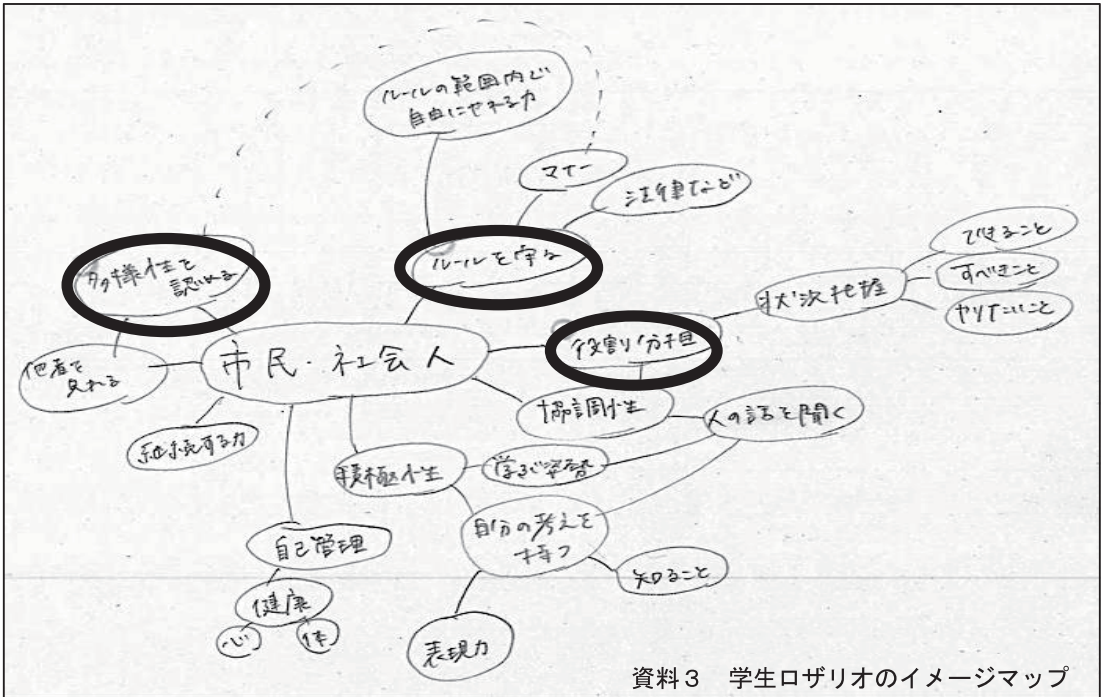 ルールの範囲内で
自由にやれる力
マナー
法律など
ルールを守る
多様性を
認める
他者を
見れる
市民・社会人
役割り分担
状況把握
できること
すべきこと
やりたいこと
協調性
人の話を聞く
継続する力
積極性
学ぶ姿勢
自己管理
自分の考えを
持つ
知ること
健康
心
体
表現力
資料3 学生ロザリオのイメージマップ